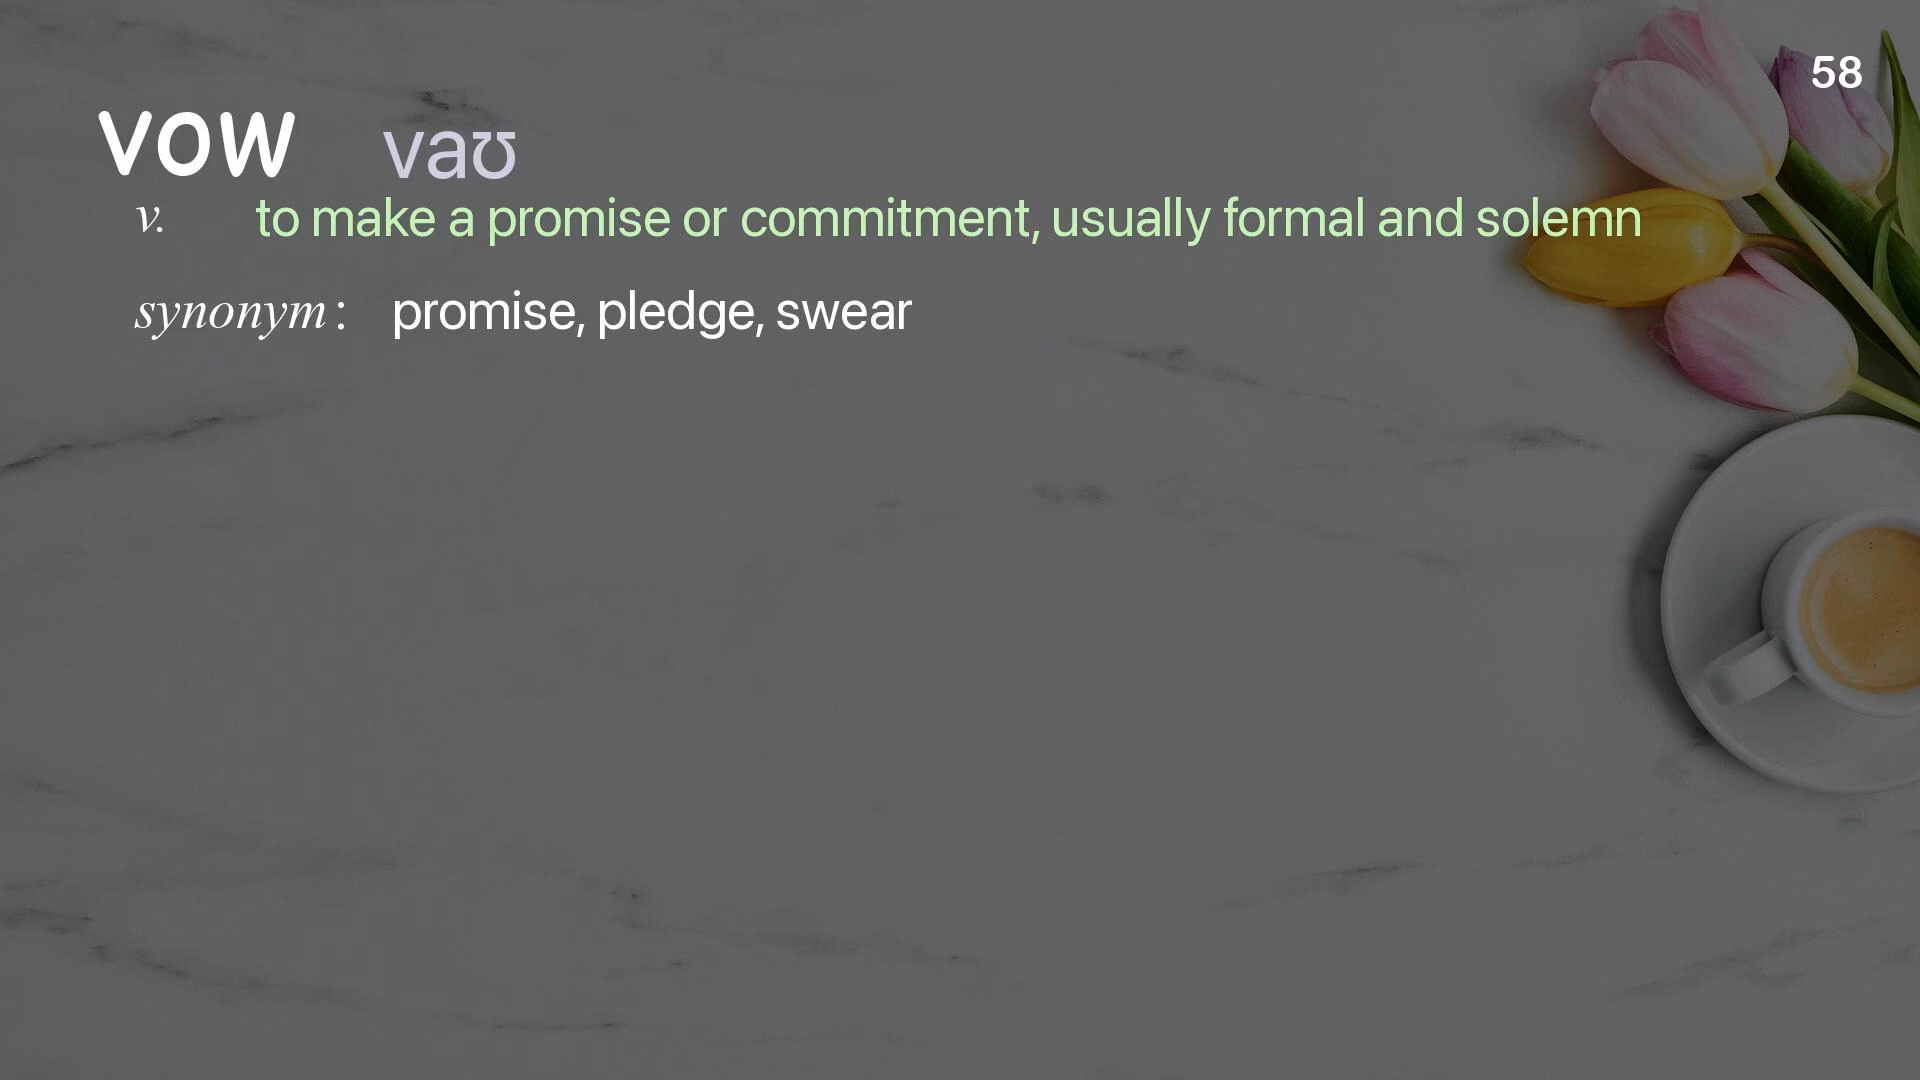 58
vow vaʊ
v. to make a promise or commitment, usually formal and solemn
synonym: promise, pledge, swear